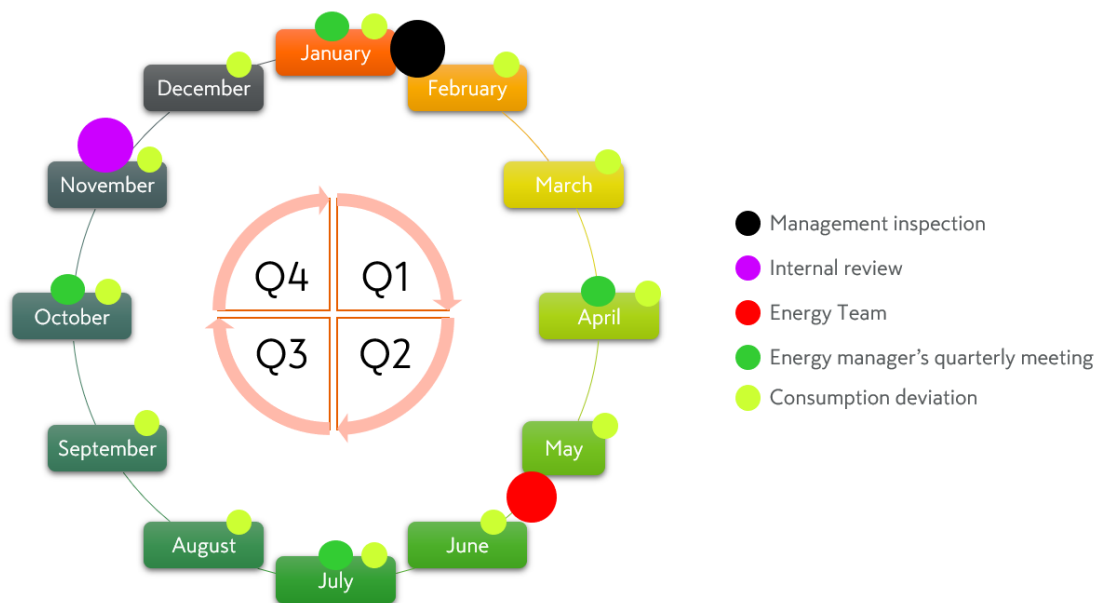 January
February
March
April
May
June
July
August
September
October
November
December
Q4
Q1
Q3
Q2
Management inspection
Internal review
Energy Team
Energy manager's quarterly meeting
Consumption deviation